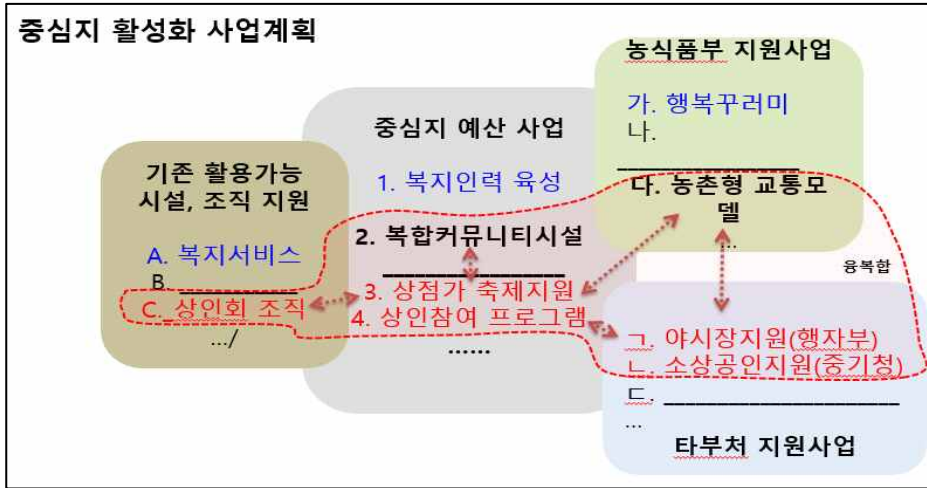 중심지 활성화 사업계획
기존 활용가능
시설, 조직 지원
A. 복지서비스
B. ____________
C. 상인회 조직
.../
중심지 예산 사업
1. 복지인력 육성
2. 복합커뮤니티시설
________________
3. 상점가 축제지원
4. 상인참여 프로그램
......
농식품부 지원사업
가. 행복꾸러미
나.
________________
다. 농촌형 교통모
델
...
융복합
ㄱ. 야시장지원(행자부)
ㄴ. 소상공인지원(중기청)
ㄷ. ____________________
...
타부처 지원사업